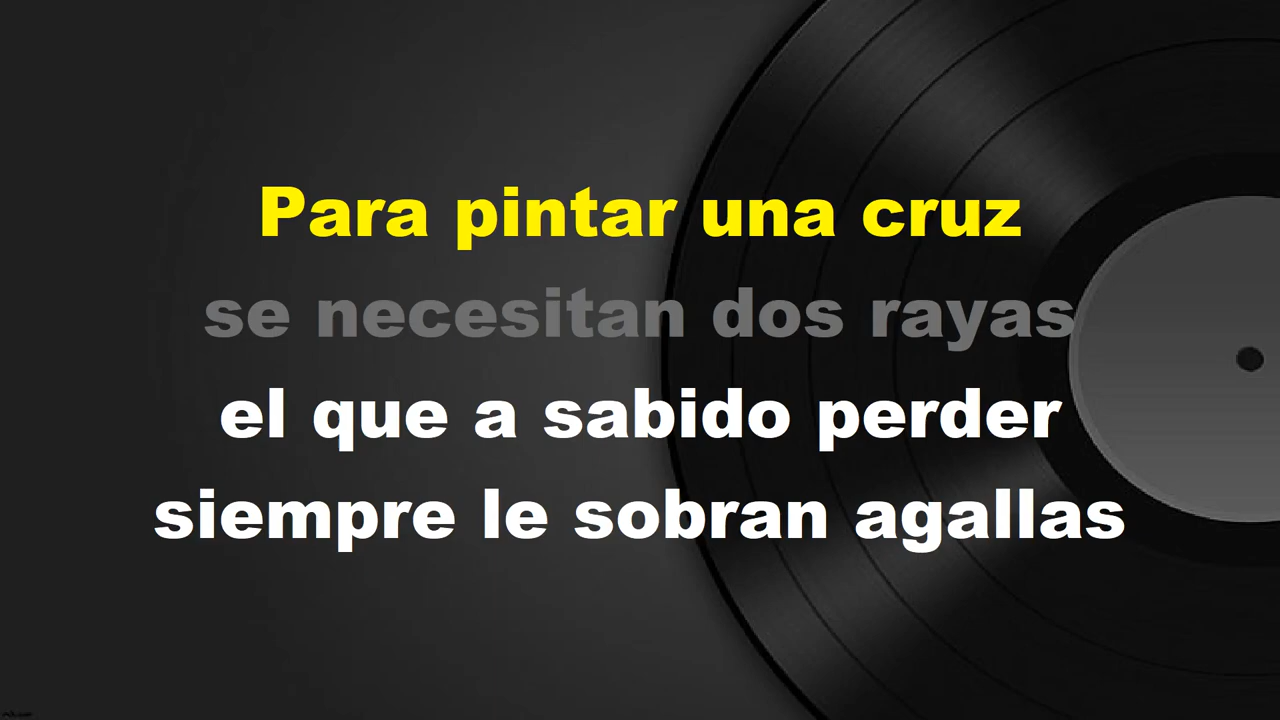 Para pintar una cruz
se necesitan dos rayas
el que a sabido perder
siempre le sobran agallas